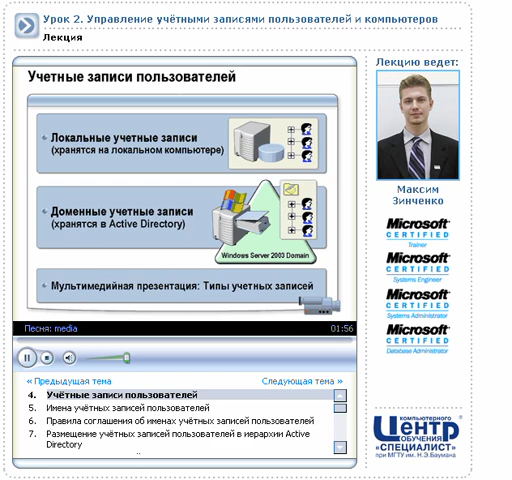 Урок 2. Управление учётными записями пользователей и компьютеров
Лекция
Учетные записи пользователей
Локальные учетные записи
(хранятся на локальном компьютере)
Доменные учетные записи
(хранятся в Active Directory)
Windows Server 2003 Domain
Мультимедийная презентация: Типы учетных записей
Песня: media
01:56
« Предыдущая тема
Следующая тема »
4. Учётные записи пользователей
5. Имена учётных записей пользователей
6. Правила соглашения об именах учётных записей пользователей
7. Размещение учётных записей пользователей в иерархии Active
Directory
Лекцию ведет:
Максим
Зинченко
Microsoft
CERTIFIED
Trainer
Microsoft
CERTIFIED
Systems Engineer
Microsoft
CERTIFIED
Systems Administrator
Microsoft
CERTIFIED
Database Administrator
Центр
компьютерного
ОБУЧЕНИЯ
«СПЕЦИАЛИСТ»
при МГТУ им. Н.Э.Баумана